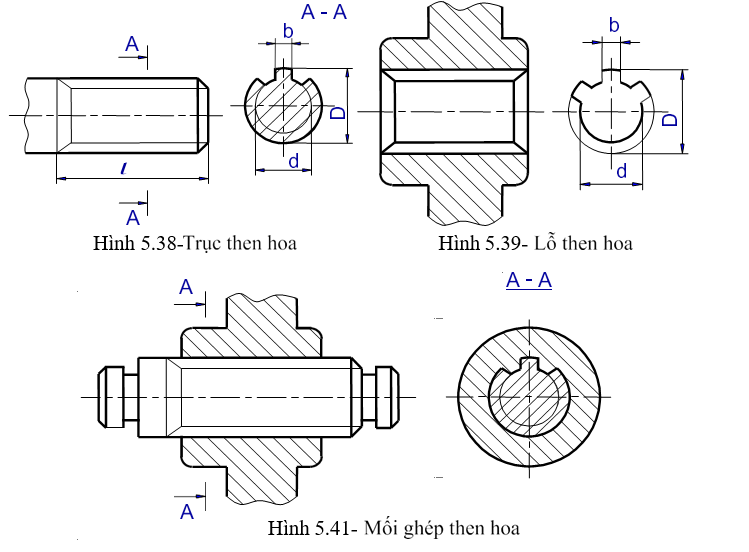 A
A
l
A - A
b
D
d
b
D
d
Hình 5.38-Trục then hoa
Hình 5.39- Lỗ then hoa
A
A
A - A
Hình 5.41- Mối ghép then hoa